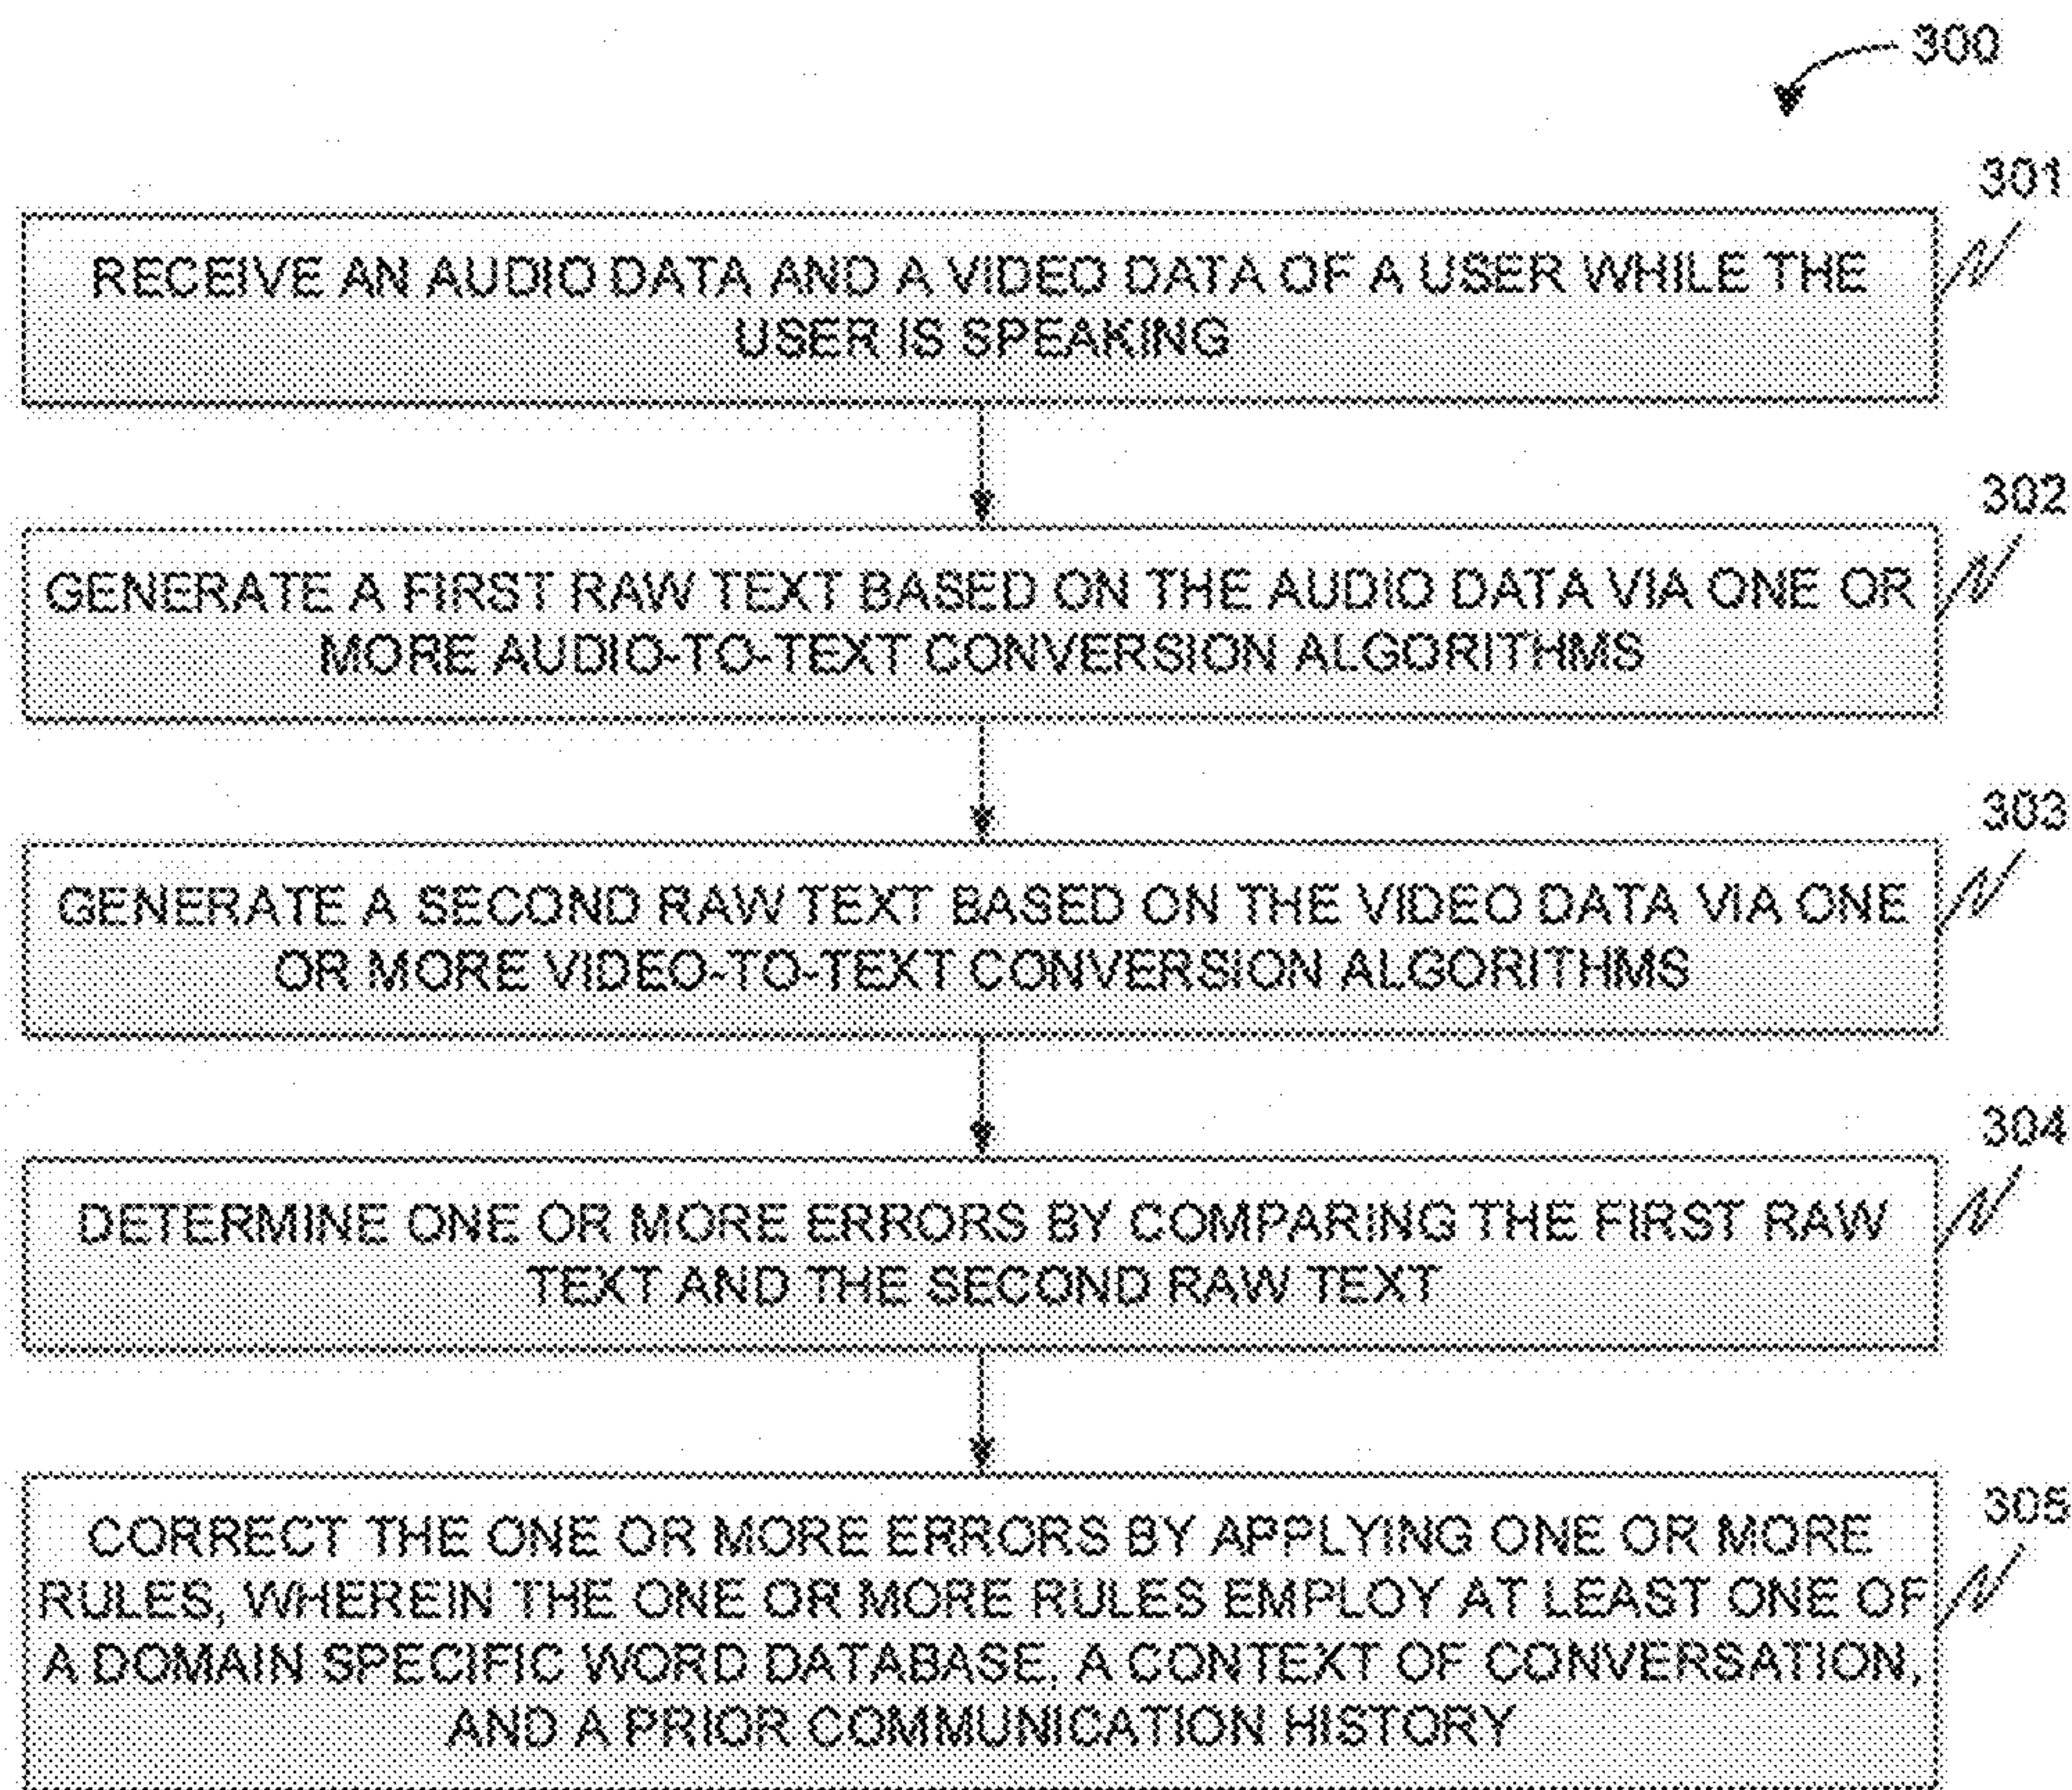 300
301
RECEIVE AN AUDIO DATA AND A VIDEO DATA OF A USER WHILE THE
USER IS SPEAKING
302
GENERATE A FIRST RAW TEXT BASED ON THE AUDIO DATA VIA ONE OR
MORE AUDIO-TO-TEXT CONVERSION ALGORITHMS
303
GENERATE A SECOND RAW TEXT BASED ON THE VIDEO DATA VIA ONE
OR MORE VIDEO-TO-TEXT CONVERSION ALGORITHMS
304
DETERMINE ONE OR MORE ERRORS BY COMPARING THE FIRST RAW
TEXT AND THE SECOND RAW TEXT
305
CORRECT THE ONE OR MORE ERRORS BY APPLYING ONE OR MORE
RULES, WHEREIN THE ONE OR MORE RULES EMPLOY AT LEAST ONE OF
A DOMAIN SPECIFIC WORD DATABASE, A CONTEXT OF CONVERSATION,
AND A PRIOR COMMUNICATION HISTORY